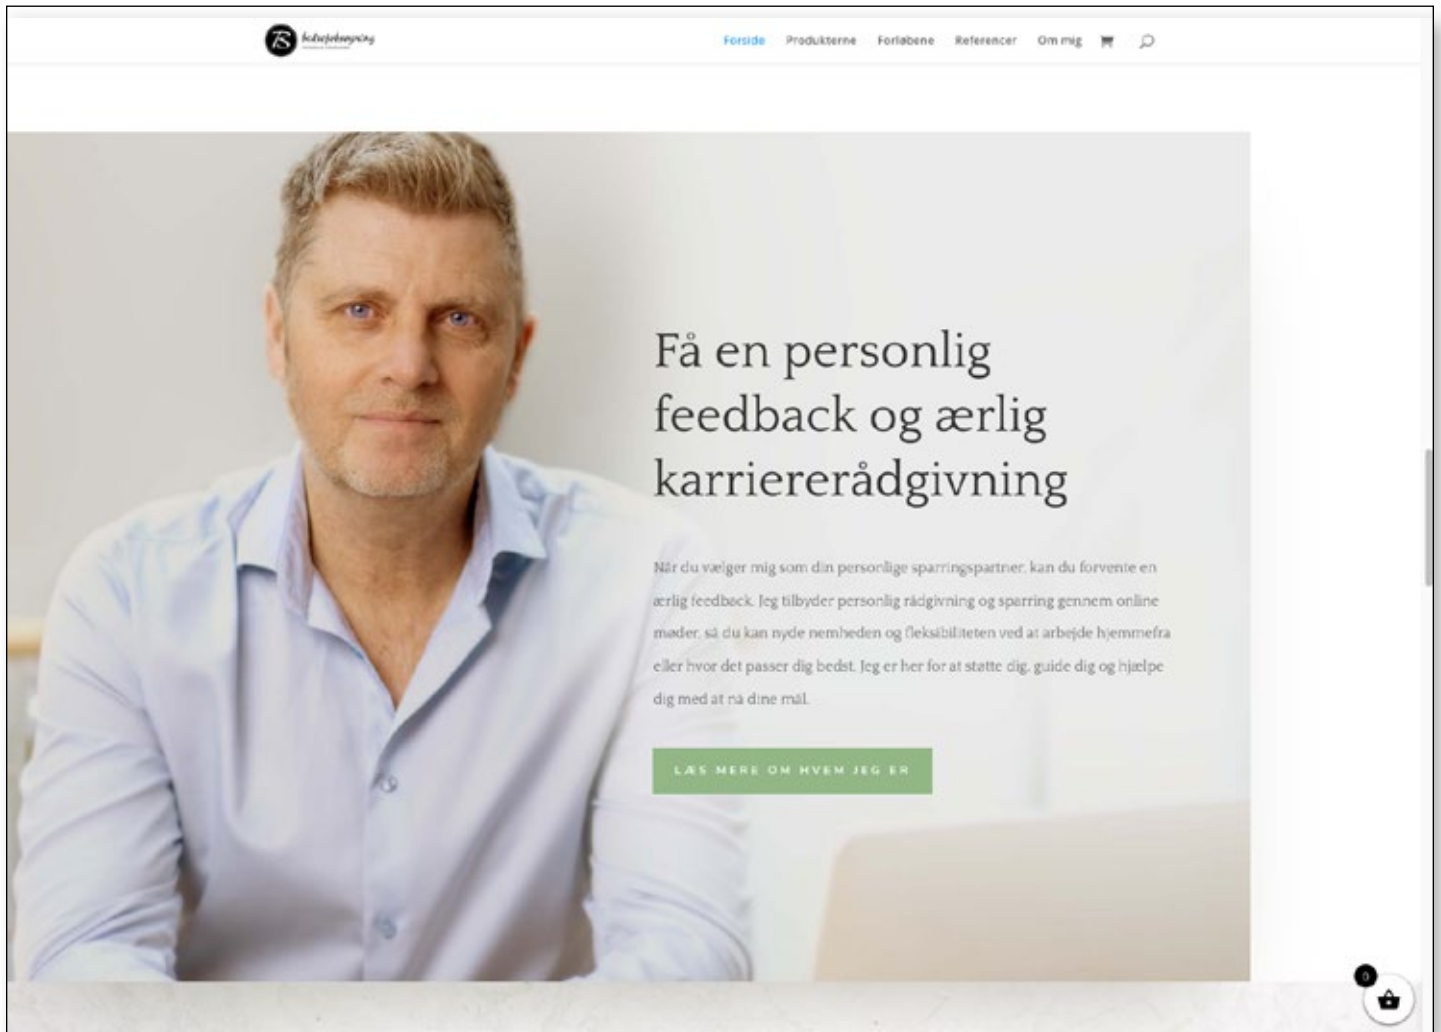 bedrejobsøgning
Forside Produkterne Forløbene Referencer Om mig
Få en personlig
feedback og ærlig
karriererådgivning
Når du vælger mig som din personlige sparringspartner, kan du forvente en
ærlig feedback. Jeg tilbyder personlig rådgivning og sparring gennem online
møder, så du kan nyde nemheden og fleksibiliteten ved at arbejde hjemmefra
eller hvor det passer dig bedst. Jeg er her for at støtte dig, guide dig og hjælpe
dig med at nå dine mål.
LÆS MERE OM HVEM JEG ER
0